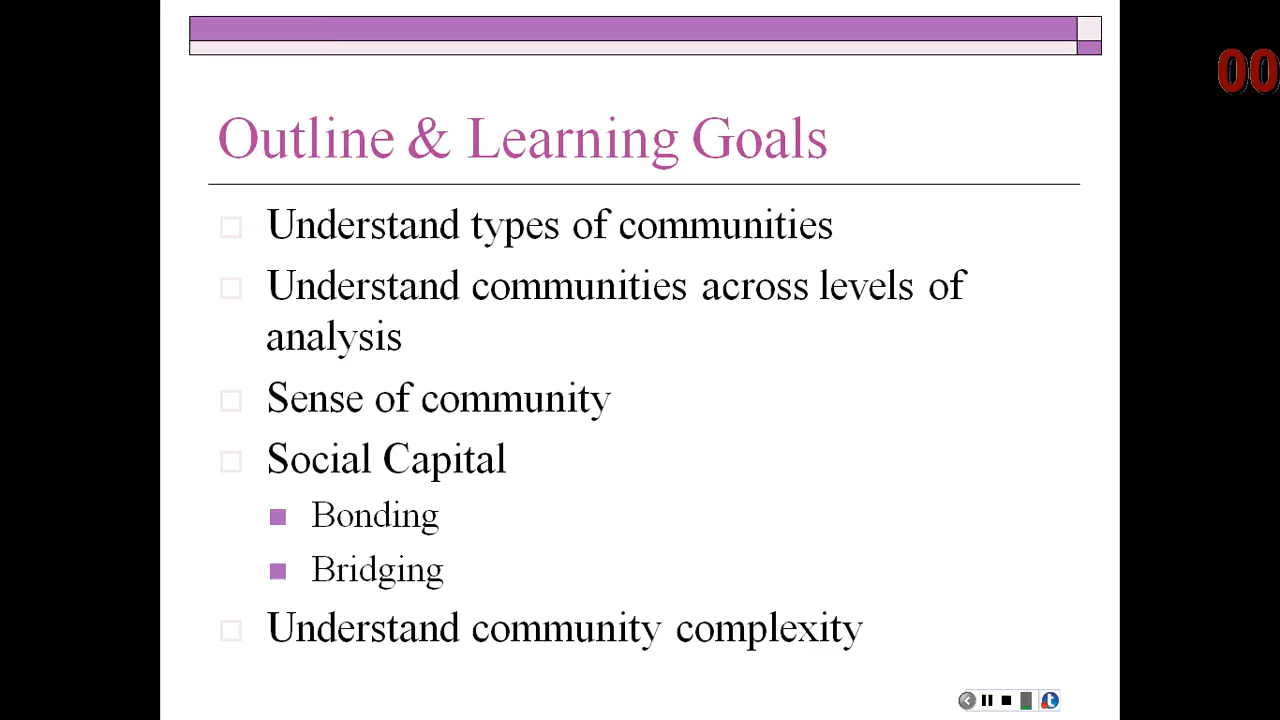 00
Outline & Learning Goals
Understand types of communities
Understand communities across levels of
analysis
Sense of community
Social Capital
Bonding
Bridging
Understand community complexity
t